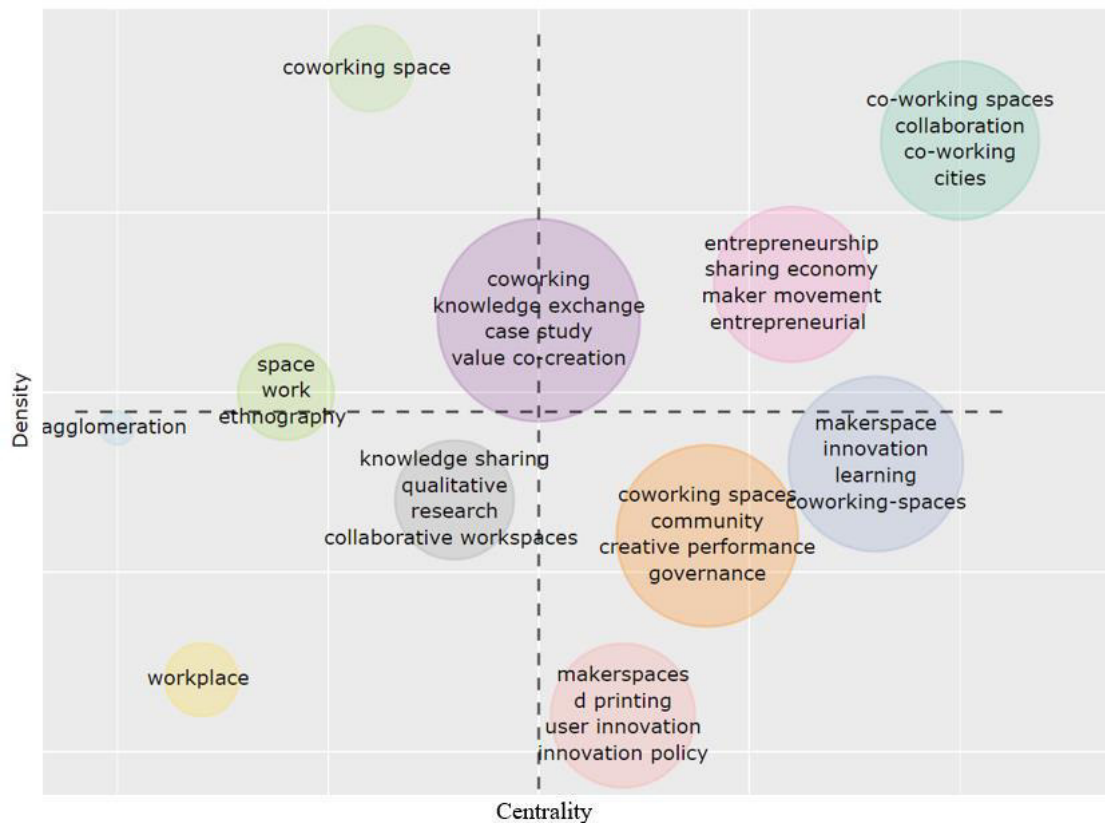 coworking space
co-working spaces
collaboration
co-working
cities
entrepreneurship
sharing economy
maker movement
entrepreneurial
coworking
knowledge exchange
case study
value co-creation
space
work
ethnography
agglomeration
makerspace
innovation
learning
coworking-spaces
knowledge sharing
qualitative
research
collaborative workspaces
coworking spaces
community
creative performance
governance
workplace
makerspaces
d printing
user innovation
innovation policy
Density
Centrality